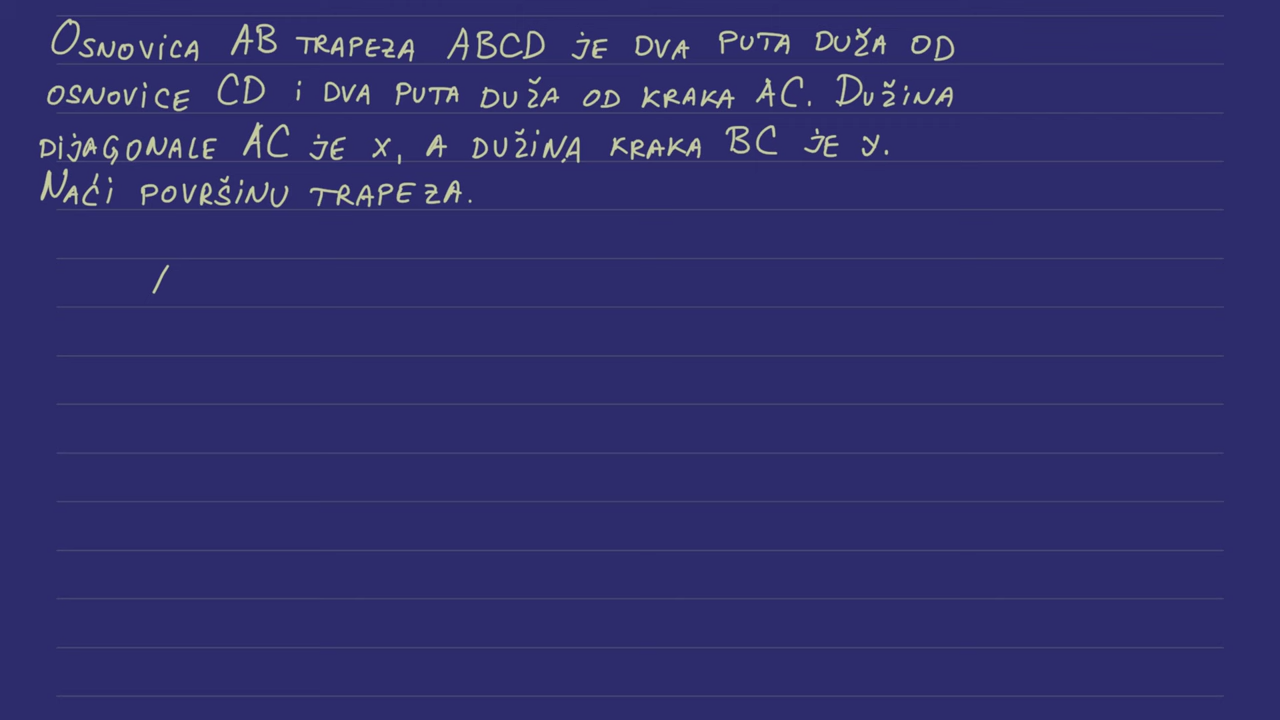 OSNOVICA AB TRAPEZA ABCD JE DVA PUTA DUŽA OD
OSNOVICE CD I DVA PUTA DUŽA OD KRAKA AC. DUŽINA
DIJAGONALE AC JE X, A DUŽINA KRAKA BC JE Y.
NAĆI POVRŠINU TRAPEZA.